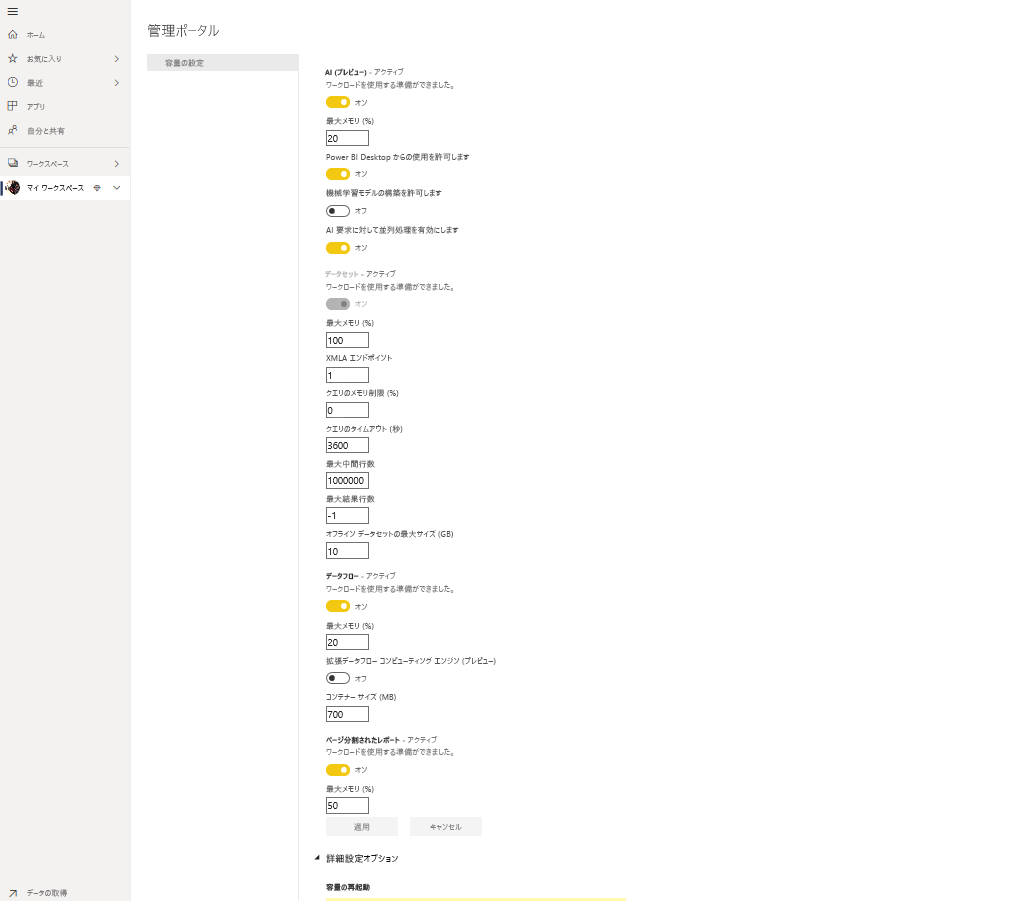 ホーム
お気に入り
最近
アプリ
自分と共有
ワークスペース
マイ ワークスペース
データの取得
管理ポータル
容量の設定
AI (プレビュー) - アクティブ
ワークロードを使用する準備ができました。
オン
最大メモリ (%)
20
Power BI Desktop からの使用を許可します
オン
機械学習モデルの構築を許可します
オフ
AI 要求に対して並列処理を有効にします
オン
データセット - アクティブ
ワークロードを使用する準備ができました。
オン
最大メモリ (%)
100
XMLA エンドポイント
1
クエリのメモリ制限 (%)
0
クエリのタイムアウト (秒)
3600
最大中間行数
1000000
最大結果行数
-1
オフライン データセットの最大サイズ (GB)
10
データフロー - アクティブ
ワークロードを使用する準備ができました。
オン
最大メモリ (%)
20
拡張データフロー コンピューティング エンジン (プレビュー)
オフ
コンテナー サイズ (MB)
700
ページ分割されたレポート - アクティブ
ワークロードを使用する準備ができました。
オン
最大メモリ (%)
50
適用
キャンセル
詳細設定オプション
容量の再起動